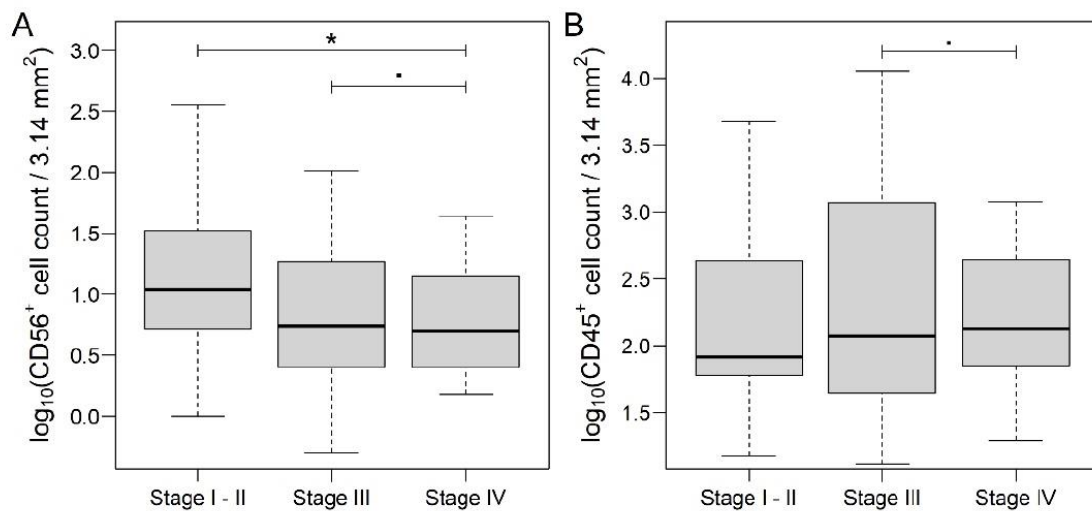 A
log₁₀(CD56⁺ cell count / 3.14 mm²)
3.0
2.5
2.0
1.5
1.0
0.5
0.0
*
.
Stage I - II Stage III Stage IV
B
log₁₀(CD45⁺ cell count / 3.14 mm²)
4.0
3.5
3.0
2.5
2.0
1.5
.
Stage I - II Stage III Stage IV